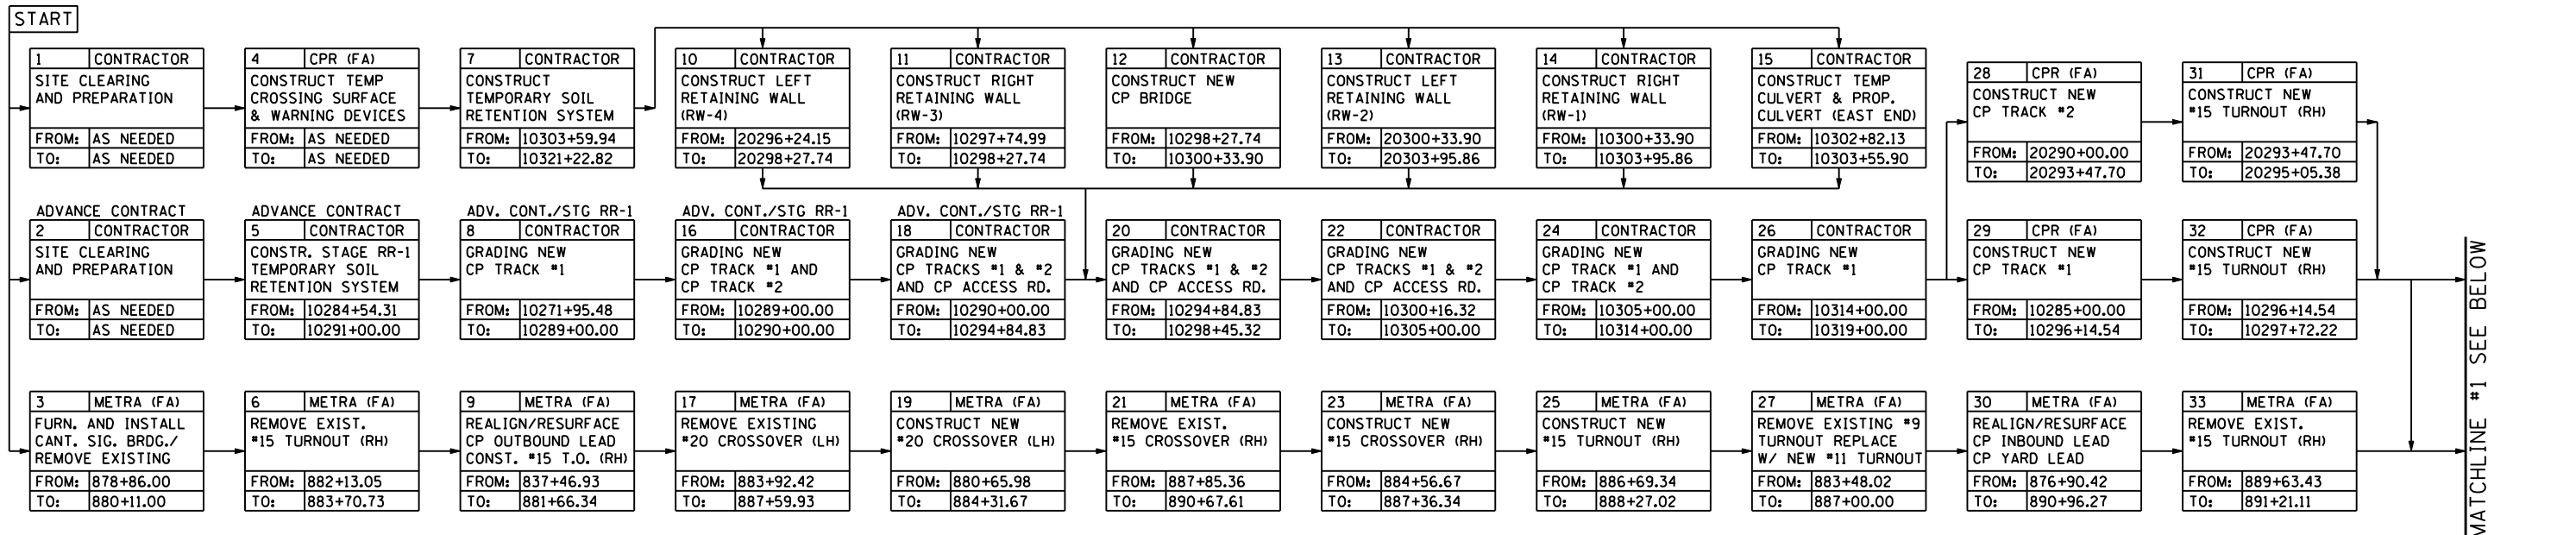 START
1 CONTRACTOR
SITE CLEARING
AND PREPARATION
FROM: AS NEEDED
TO: AS NEEDED
4 CPR (FA)
CONSTRUCT TEMP
CROSSING SURFACE
& WARNING DEVICES
FROM: AS NEEDED
TO: AS NEEDED
7 CONTRACTOR
CONSTRUCT
TEMPORARY SOIL
RETENTION SYSTEM
FROM: 10303+59.94
TO: 10321+22.82
10 CONTRACTOR
CONSTRUCT LEFT
RETAINING WALL
(RW-4)
FROM: 20296+24.15
TO: 20298+27.74
11 CONTRACTOR
CONSTRUCT RIGHT
RETAINING WALL
(RW-3)
FROM: 10297+74.99
TO: 10298+27.74
12 CONTRACTOR
CONSTRUCT NEW
CP BRIDGE
FROM: 10298+27.74
TO: 10300+33.90
13 CONTRACTOR
CONSTRUCT LEFT
RETAINING WALL
(RW-2)
FROM: 20300+33.90
TO: 20303+95.86
14 CONTRACTOR
CONSTRUCT RIGHT
RETAINING WALL
(RW-1)
FROM: 10300+33.90
TO: 10303+95.86
15 CONTRACTOR
CONSTRUCT TEMP
CULVERT & PROP.
CULVERT (EAST END)
FROM: 10302+82.13
TO: 10303+55.90
28 CPR (FA)
CONSTRUCT NEW
CP TRACK #2
FROM: 20290+00.00
TO: 20293+47.70
31 CPR (FA)
CONSTRUCT NEW
#15 TURNOUT (RH)
FROM: 20293+47.70
TO: 20295+05.38
ADVANCE CONTRACT
2 CONTRACTOR
SITE CLEARING
AND PREPARATION
FROM: AS NEEDED
TO: AS NEEDED
ADVANCE CONTRACT
5 CONTRACTOR
CONSTR. STAGE RR-1
TEMPORARY SOIL
RETENTION SYSTEM
FROM: 10284+54.31
TO: 10291+00.00
ADV. CONT./STG RR-1
8 CONTRACTOR
GRADING NEW
CP TRACK #1
FROM: 10271+95.48
TO: 10289+00.00
ADV. CONT./STG RR-1
16 CONTRACTOR
GRADING NEW
CP TRACK #1 AND
CP TRACK #2
FROM: 10289+00.00
TO: 10290+00.00
ADV. CONT./STG RR-1
18 CONTRACTOR
GRADING NEW
CP TRACKS #1 & #2
AND CP ACCESS RD.
FROM: 10290+00.00
TO: 10294+84.83
20 CONTRACTOR
GRADING NEW
CP TRACKS #1 & #2
AND CP ACCESS RD.
FROM: 10294+84.83
TO: 10298+45.32
22 CONTRACTOR
GRADING NEW
CP TRACKS #1 & #2
AND CP ACCESS RD.
FROM: 10300+16.32
TO: 10305+00.00
24 CONTRACTOR
GRADING NEW
CP TRACK #1 AND
CP TRACK #2
FROM: 10305+00.00
TO: 10314+00.00
26 CONTRACTOR
GRADING NEW
CP TRACK #1
FROM: 10314+00.00
TO: 10319+00.00
29 CPR (FA)
CONSTRUCT NEW
CP TRACK #1
FROM: 10285+00.00
TO: 10296+14.54
32 CPR (FA)
CONSTRUCT NEW
#15 TURNOUT (RH)
FROM: 10296+14.54
TO: 10297+72.22
3 METRA (FA)
FURN. AND INSTALL
CANT. SIG. BRDG./
REMOVE EXISTING
FROM: 878+86.00
TO: 880+11.00
6 METRA (FA)
REMOVE EXIST.
#15 TURNOUT (RH)
FROM: 882+13.05
TO: 883+70.73
9 METRA (FA)
REALIGN/RESURFACE
CP OUTBOUND LEAD
CONST. #15 T.O. (RH)
FROM: 837+46.93
TO: 881+66.34
17 METRA (FA)
REMOVE EXISTING
#20 CROSSOVER (LH)
FROM: 883+92.42
TO: 887+59.93
19 METRA (FA)
CONSTRUCT NEW
#20 CROSSOVER (LH)
FROM: 880+65.98
TO: 884+31.67
21 METRA (FA)
REMOVE EXIST.
#15 CROSSOVER (RH)
FROM: 887+85.36
TO: 890+67.61
23 METRA (FA)
CONSTRUCT NEW
#15 CROSSOVER (RH)
FROM: 884+56.67
TO: 887+36.34
25 METRA (FA)
CONSTRUCT NEW
#15 TURNOUT (RH)
FROM: 886+69.34
TO: 888+27.02
27 METRA (FA)
REMOVE EXISTING #9
TURNOUT REPLACE
W/ NEW #11 TURNOUT
FROM: 883+48.02
TO: 887+00.00
30 METRA (FA)
REALIGN/RESURFACE
CP INBOUND LEAD
CP YARD LEAD
FROM: 876+90.42
TO: 890+96.27
33 METRA (FA)
REMOVE EXIST.
#15 TURNOUT (RH)
FROM: 889+63.43
TO: 891+21.11
MATCHLINE #1 SEE BELOW